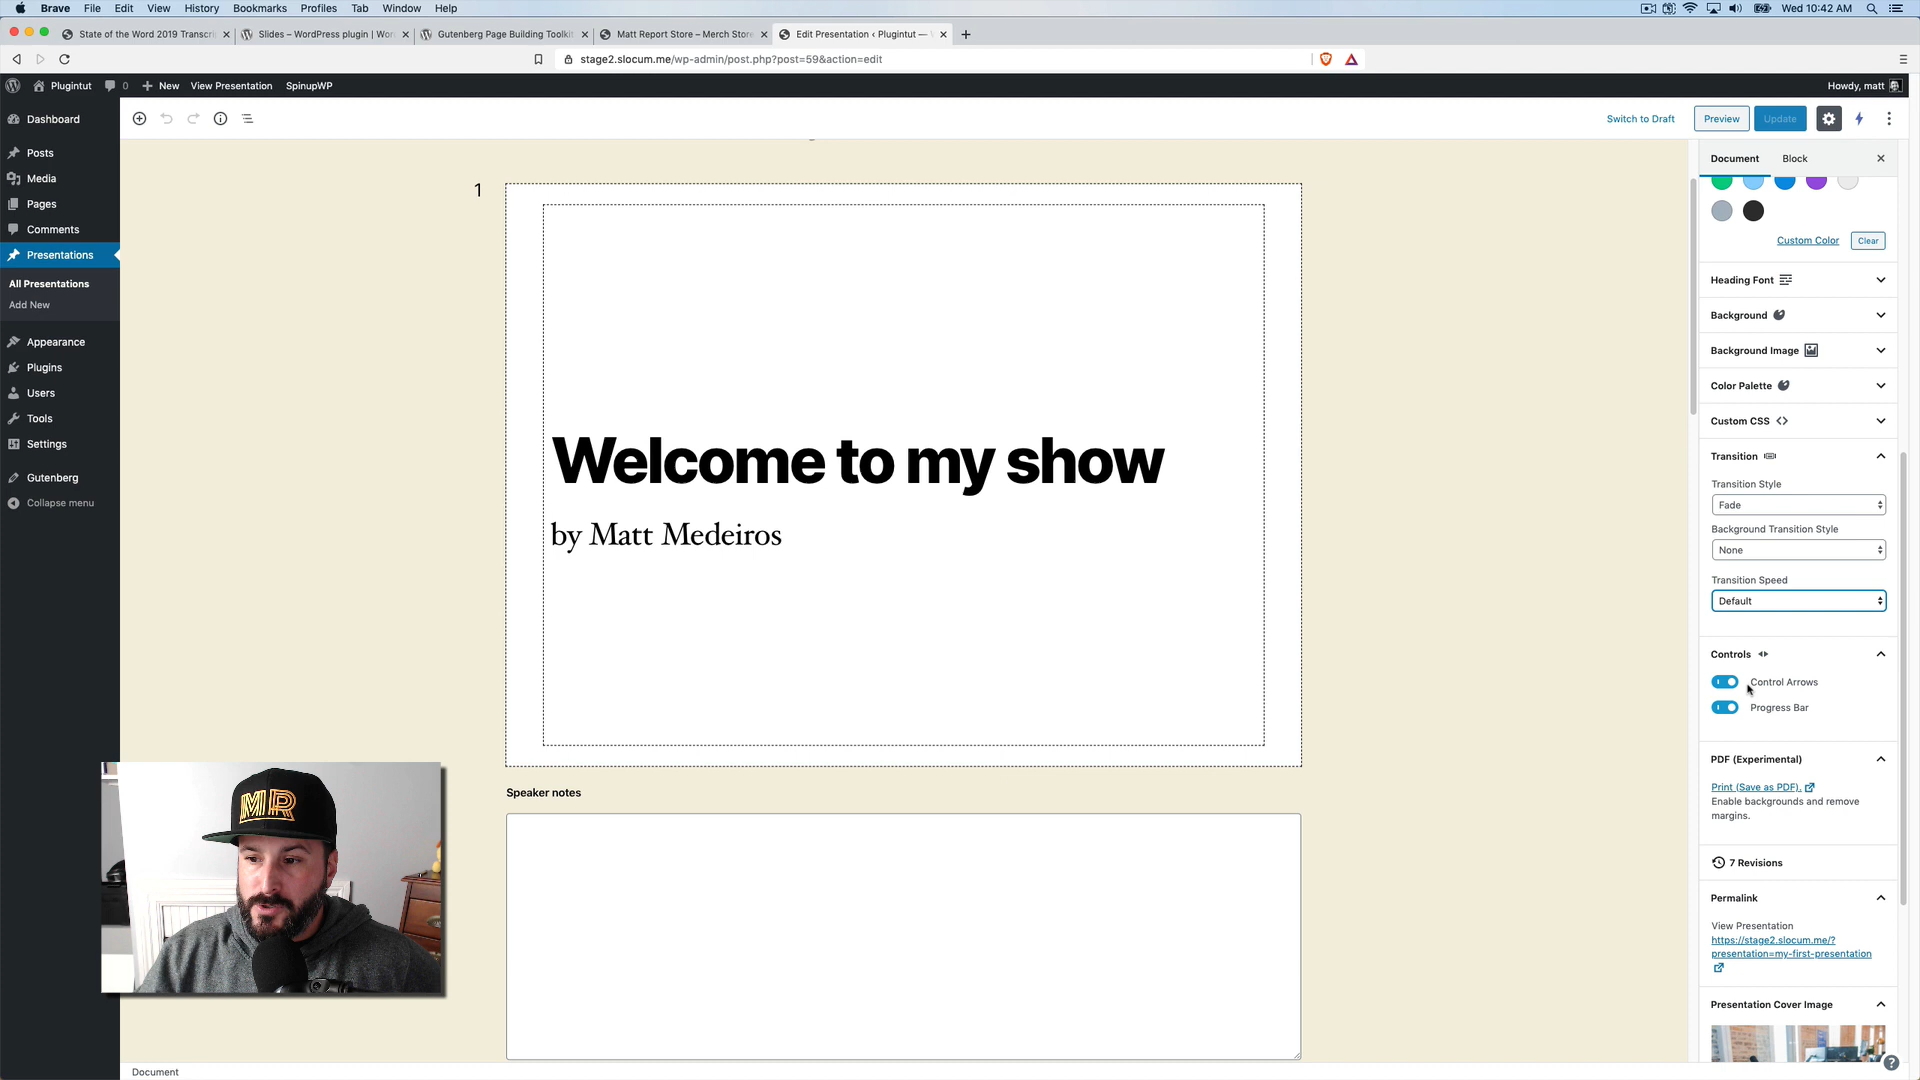 Brave File Edit View History Bookmarks Profiles Tab Window Help Wed 10:42 AM
State of the Word 2019 Transcri
Slides – WordPress plugin | Wor
Gutenberg Page Building Toolkit
Matt Report Store – Merch Store
Edit Presentation ‹ Plugintut —
stage2.slocum.me/wp-admin/post.php?post=59&action=edit
Plugintut 0 New View Presentation SpinupWP Howdy, matt
Switch to Draft Preview Update
Dashboard
Posts
Media
Pages
Comments
Presentations
All Presentations
Add New
Appearance
Plugins
Users
Tools
Settings
Gutenberg
Collapse menu
1
Welcome to my show
by Matt Medeiros
Speaker notes
MR
Document Block
Custom Color Clear
Heading Font
Background
Background Image
Color Palette
Custom CSS
Transition
Transition Style
Fade
Background Transition Style
None
Transition Speed
Default
Controls
Control Arrows
Progress Bar
PDF (Experimental)
Print (Save as PDF).
Enable backgrounds and remove
margins.
7 Revisions
Permalink
View Presentation
https://stage2.slocum.me/?
presentation=my-first-presentation
Presentation Cover Image
Document